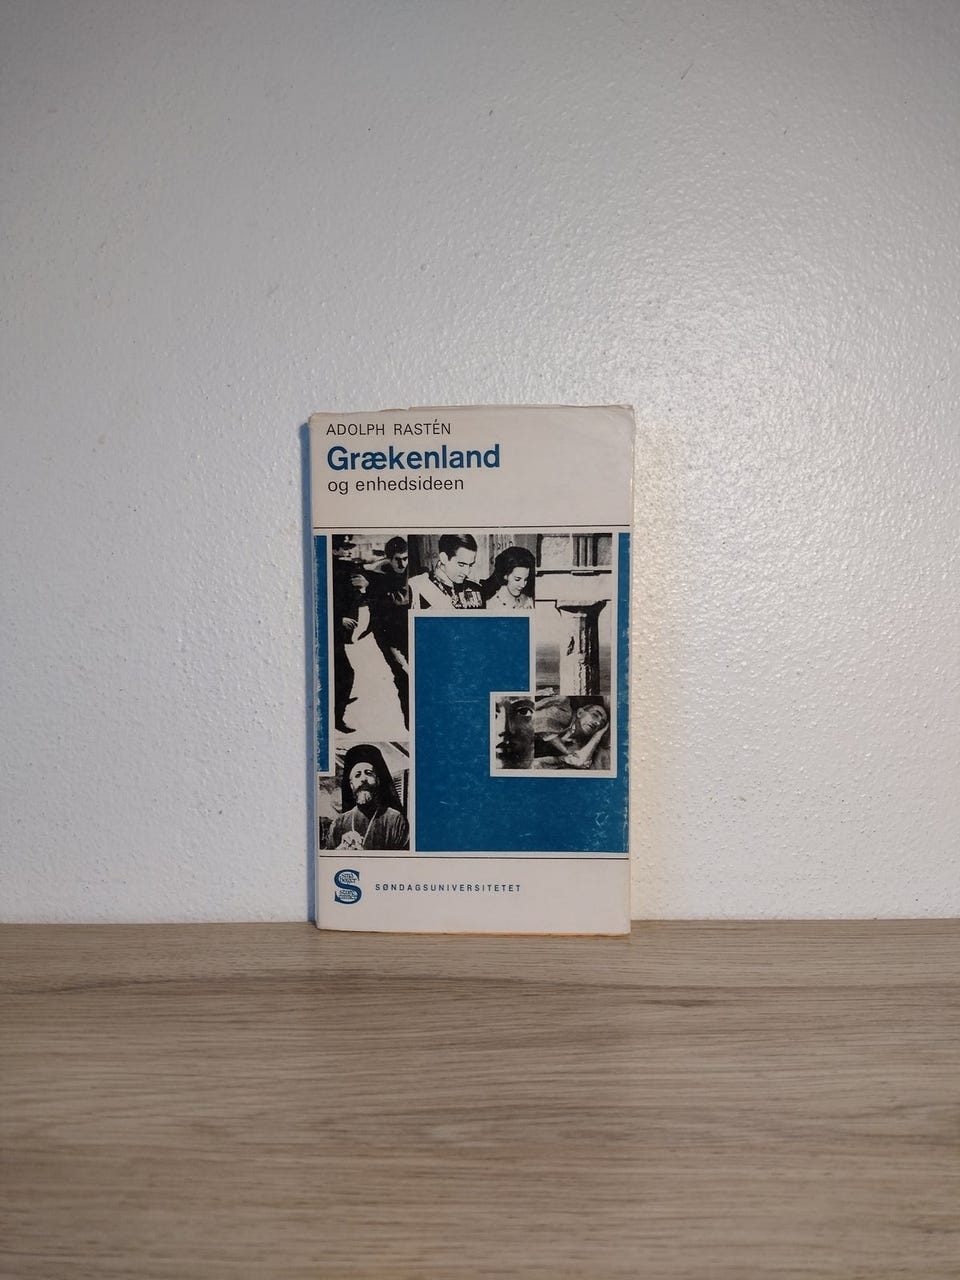 ADOLPH RASTÉN
Grækenland
og enhedsideen
SØNDAGSUNIVERSITETET